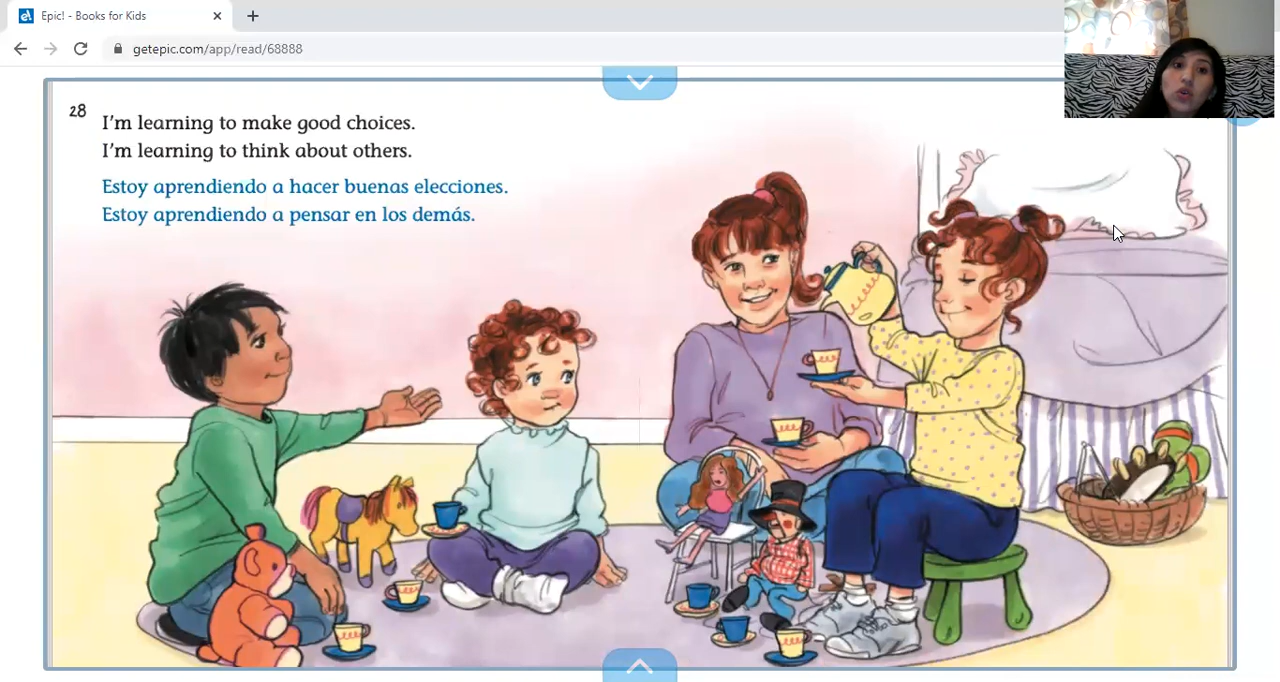 Epic! - Books for Kids
getepic.com/app/read/68888
28
I'm learning to make good choices.
I'm learning to think about others.
Estoy aprendiendo a hacer buenas elecciones.
Estoy aprendiendo a pensar en los demás.